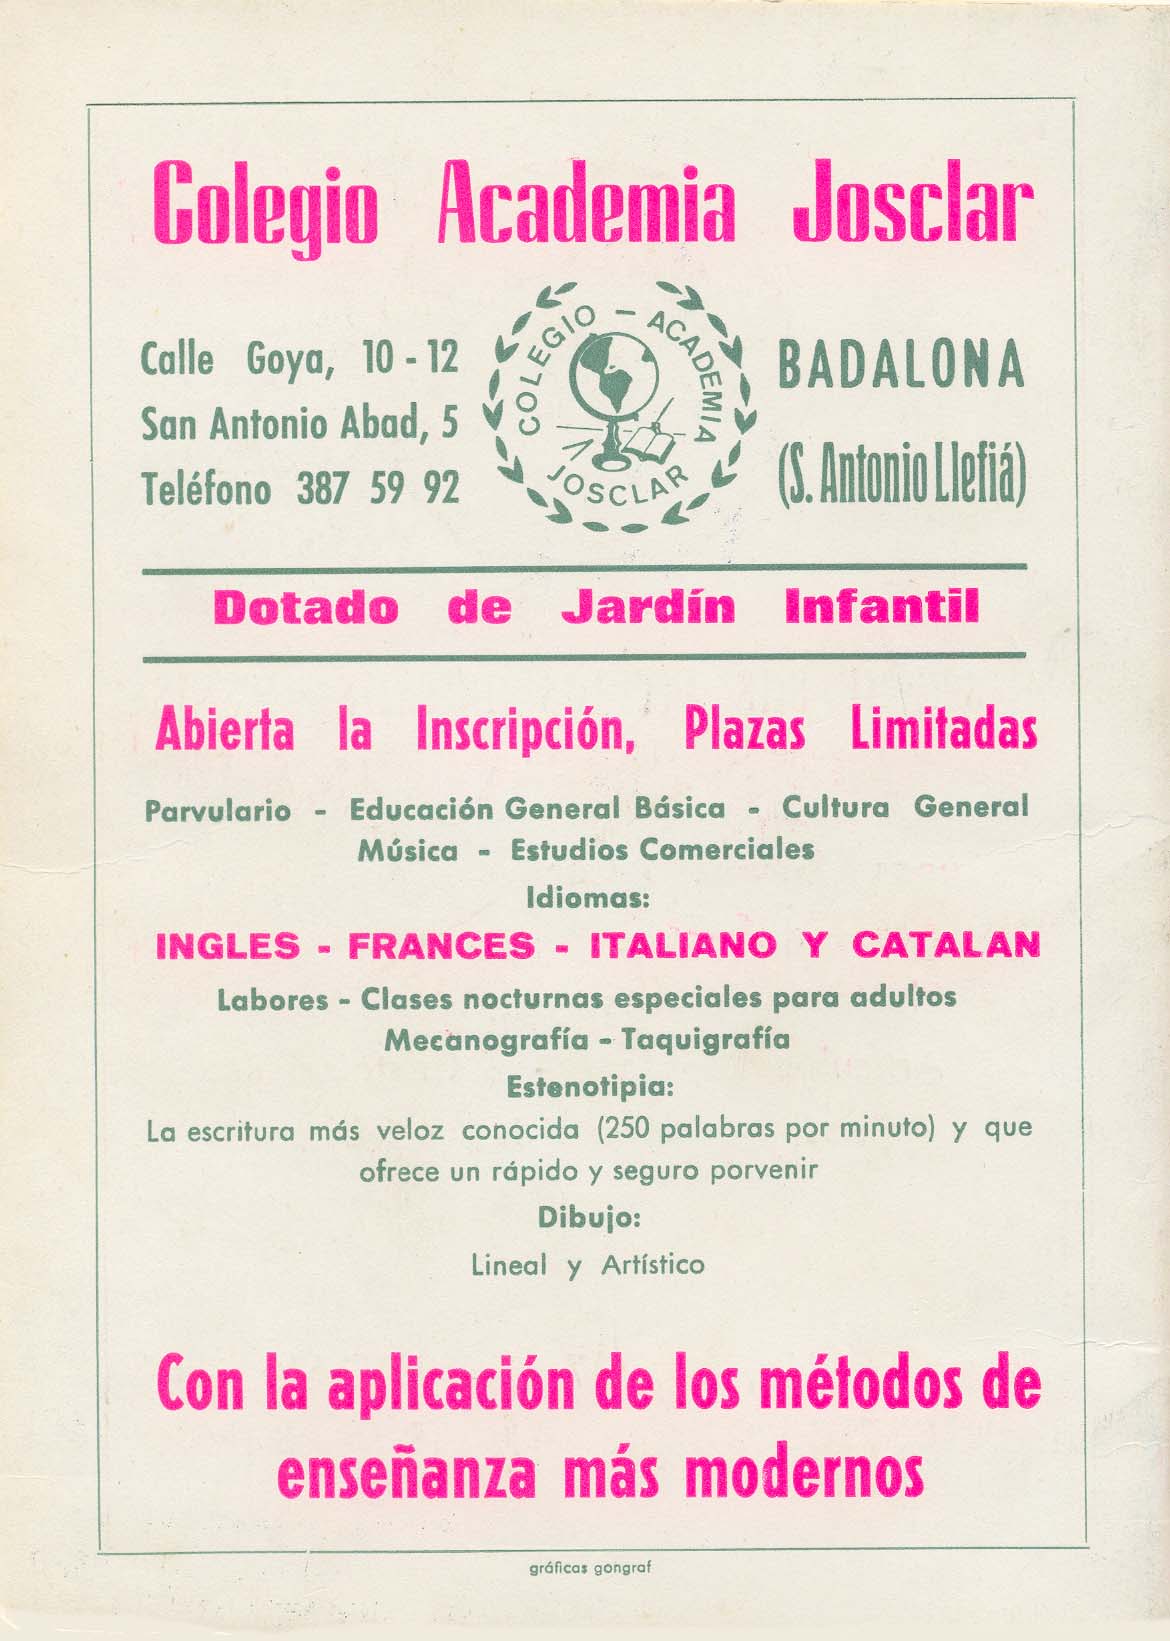 Colegio Academia Josclar
Calle Goya, 10 - 12
San Antonio Abad, 5
Teléfono 387 59 92
COLEGIO - ACADEMIA
JOSCLAR
BADALONA
(S. Antonio Llefiá)
Dotado de Jardín Infantil
Abierta la Inscripción, Plazas Limitadas
Parvulario - Educación General Básica - Cultura General
Música - Estudios Comerciales
Idiomas:
INGLES - FRANCES - ITALIANO Y CATALAN
Labores - Clases nocturnas especiales para adultos
Mecanografía - Taquigrafía
Estenotipia:
La escritura más veloz conocida (250 palabras por minuto) y que
ofrece un rápido y seguro porvenir
Dibujo:
Lineal y Artístico
Con la aplicación de los métodos de
enseñanza más modernos
gráficas gongraf